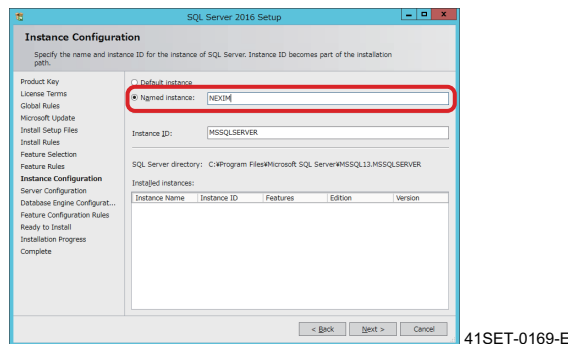 SQL Server 2016 Setup
Instance Configuration
Specify the name and instance ID for the instance of SQL Server. Instance ID becomes part of the installation
path.
Product Key
License Terms
Global Rules
Microsoft Update
Install Setup Files
Install Rules
Feature Selection
Feature Rules
Instance Configuration
Server Configuration
Database Engine Configurat...
Feature Configuration Rules
Ready to Install
Installation Progress
Complete
Default instance
Named instance: NEXIM
Instance ID: MSSQLSERVER
SQL Server directory: C:¥Program Files¥Microsoft SQL Server¥MSSQL13.MSSQLSERVER
Installed instances:
Instance Name Instance ID Features Edition Version
< Back Next > Cancel
41SET-0169-E